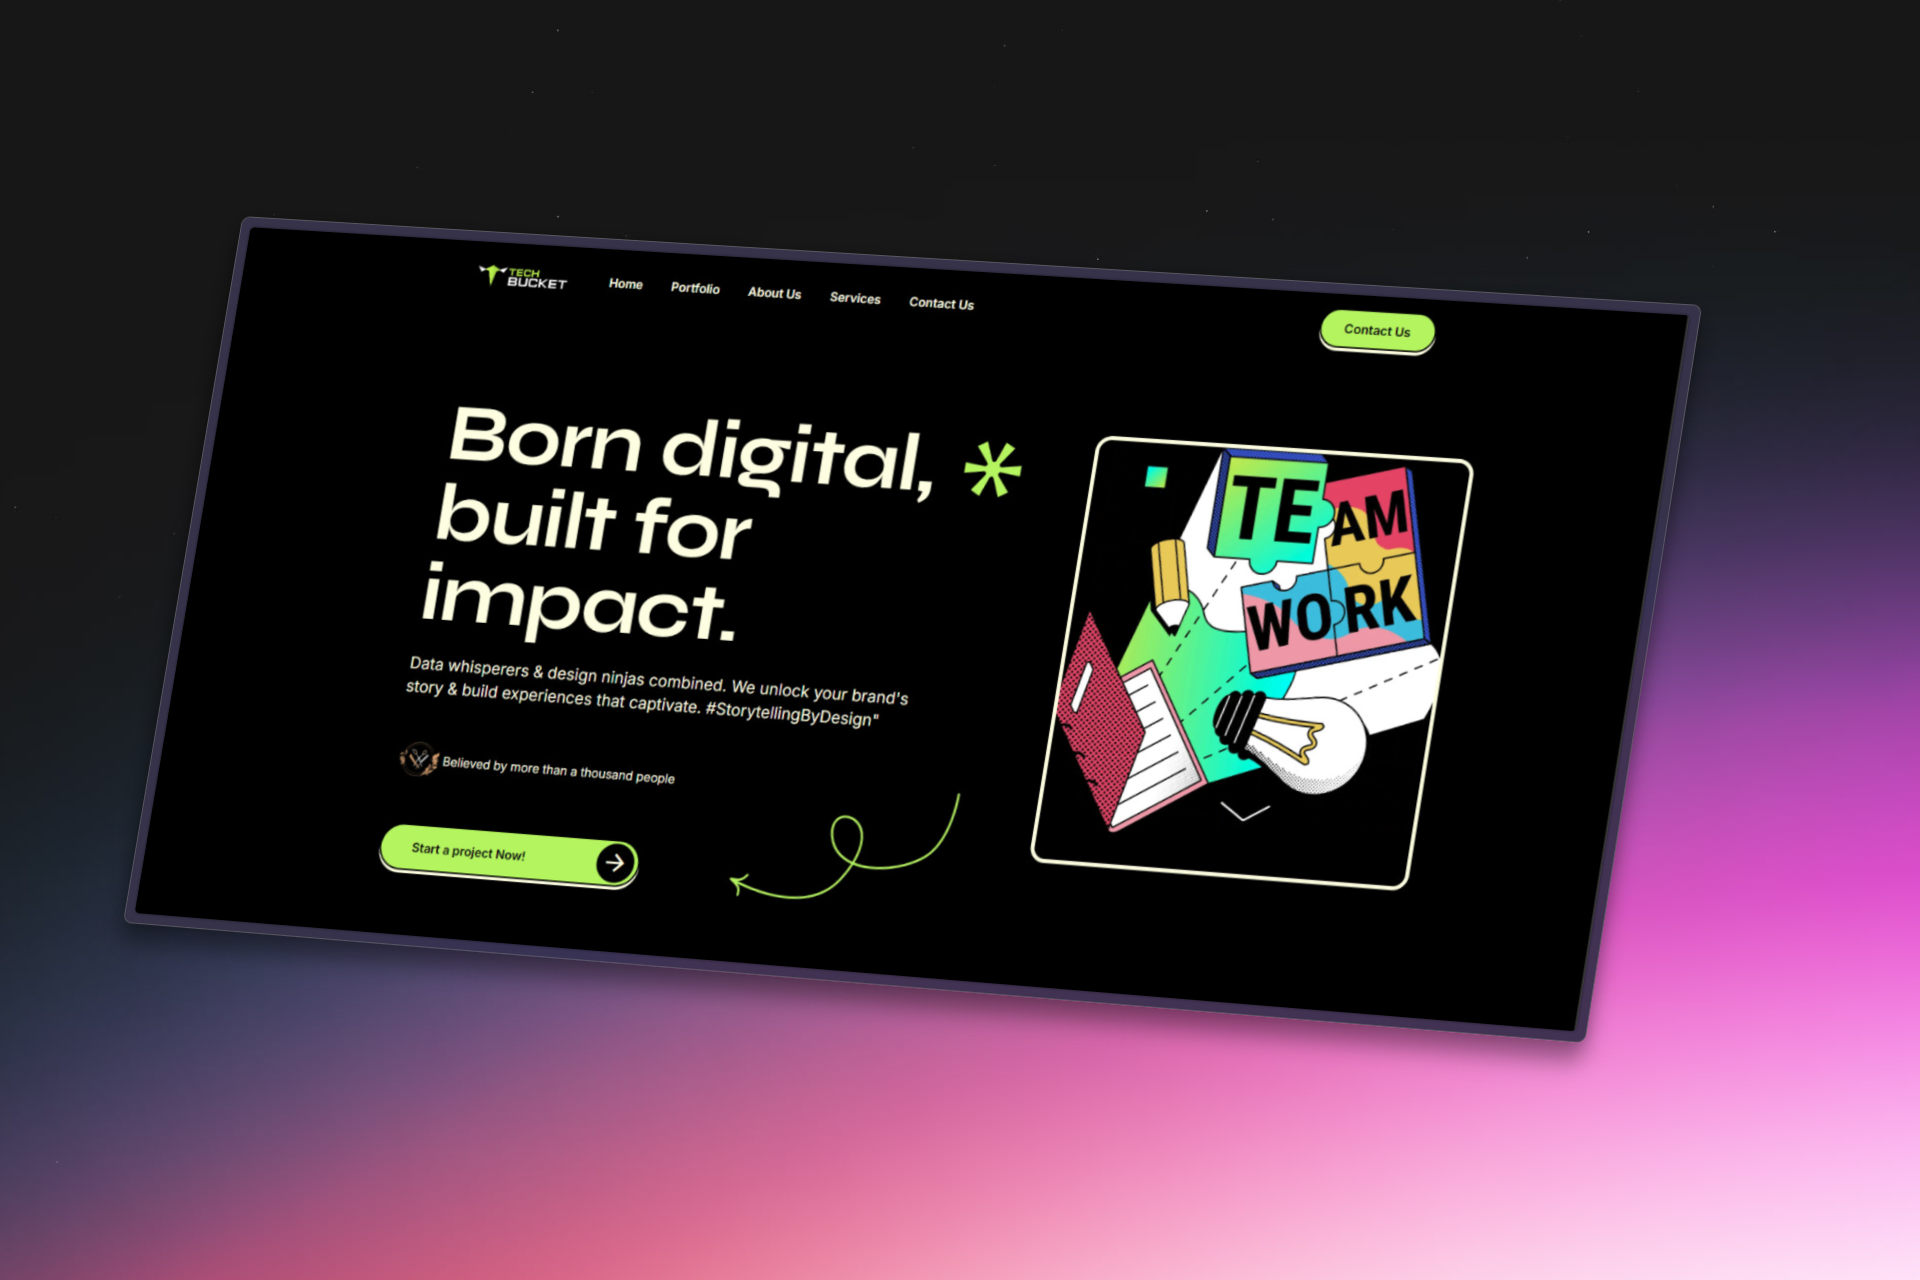 TECH
BUCKET
Home Portfolio About Us Services Contact Us
Contact Us
Born digital,
built for
impact.
Data whisperers & design ninjas combined. We unlock your brand's
story & build experiences that captivate. #StorytellingByDesign"
Believed by more than a thousand people
Start a project Now!
TEAM
WORK